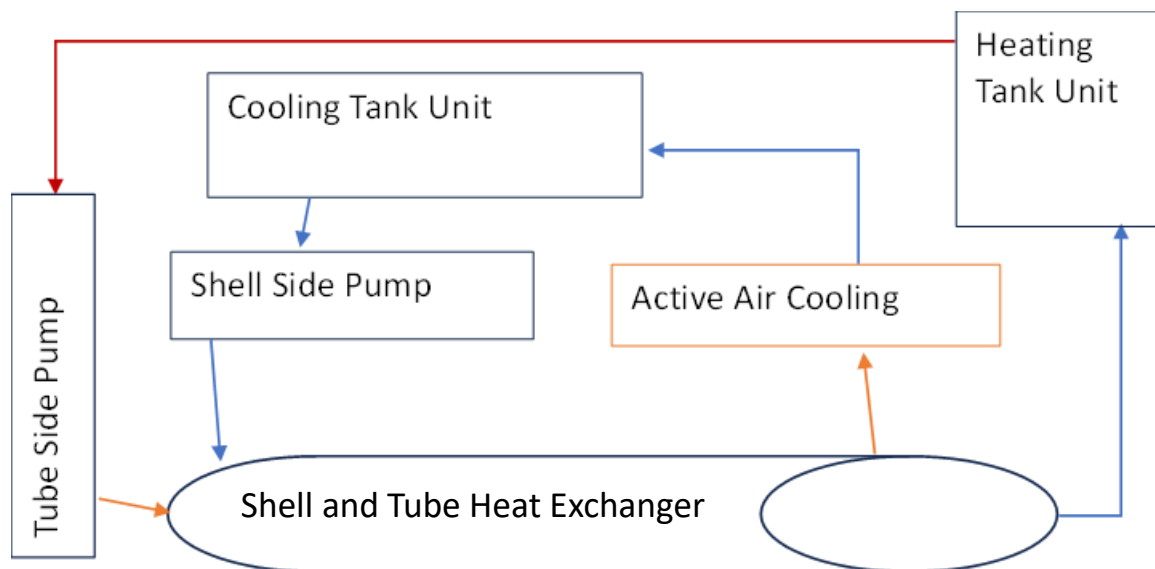 Heating
Tank Unit
Cooling Tank Unit
Shell Side Pump
Active Air Cooling
Tube Side Pump
Shell and Tube Heat Exchanger